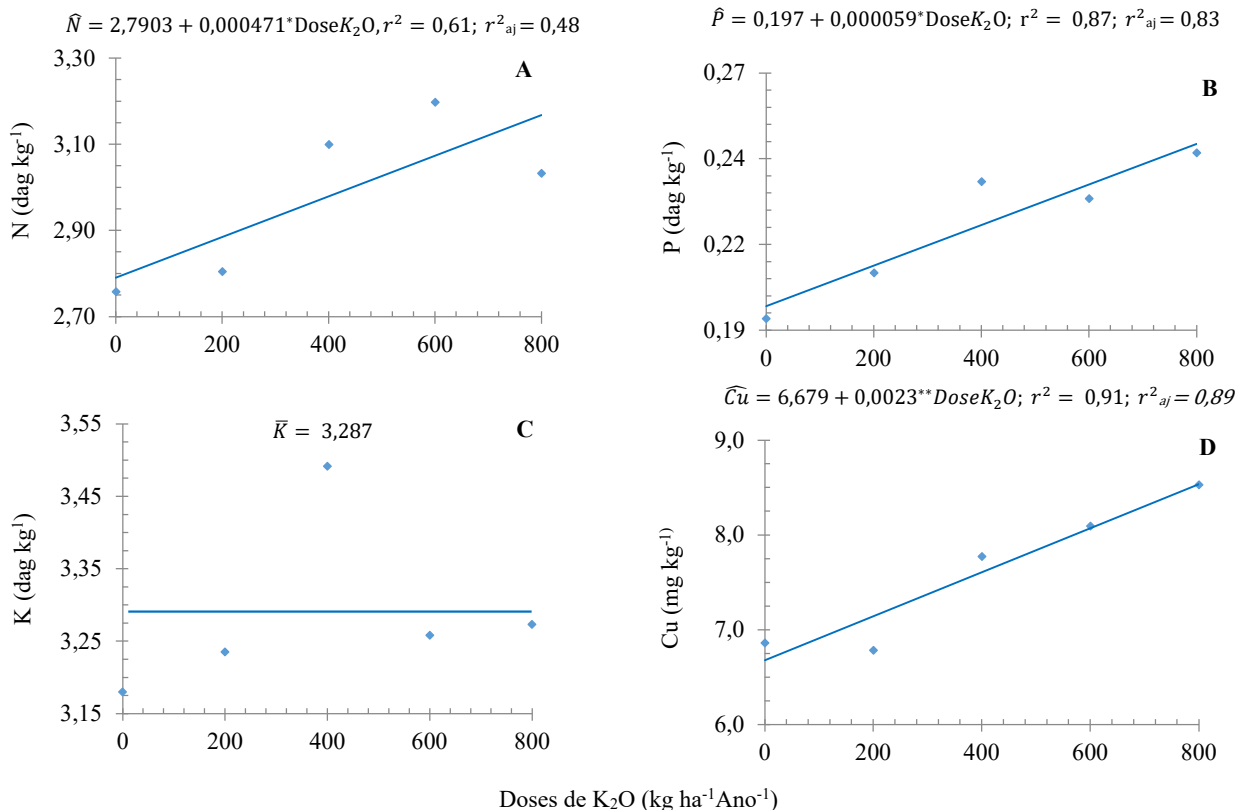 N̂ = 2,7903 + 0,000471*DoseK₂O, r² = 0,61; r²ₐⱼ = 0,48
A
3,30
3,10
2,90
2,70
N (dag kg⁻¹)
0 200 400 600 800
P̂ = 0,197 + 0,000059*DoseK₂O; r² = 0,87; r²ₐⱼ = 0,83
B
0,27
0,24
0,22
0,19
P (dag kg⁻¹)
0 200 400 600 800
K̅ = 3,287
C
3,55
3,45
3,35
3,25
3,15
K (dag kg¹)
0 200 400 600 800
Ĉu = 6,679 + 0,0023**DoseK₂O; r² = 0,91; r²ₐⱼ = 0,89
D
9,0
8,0
7,0
6,0
Cu (mg kg⁻¹)
0 200 400 600 800
Doses de K₂O (kg ha⁻¹Ano⁻¹)